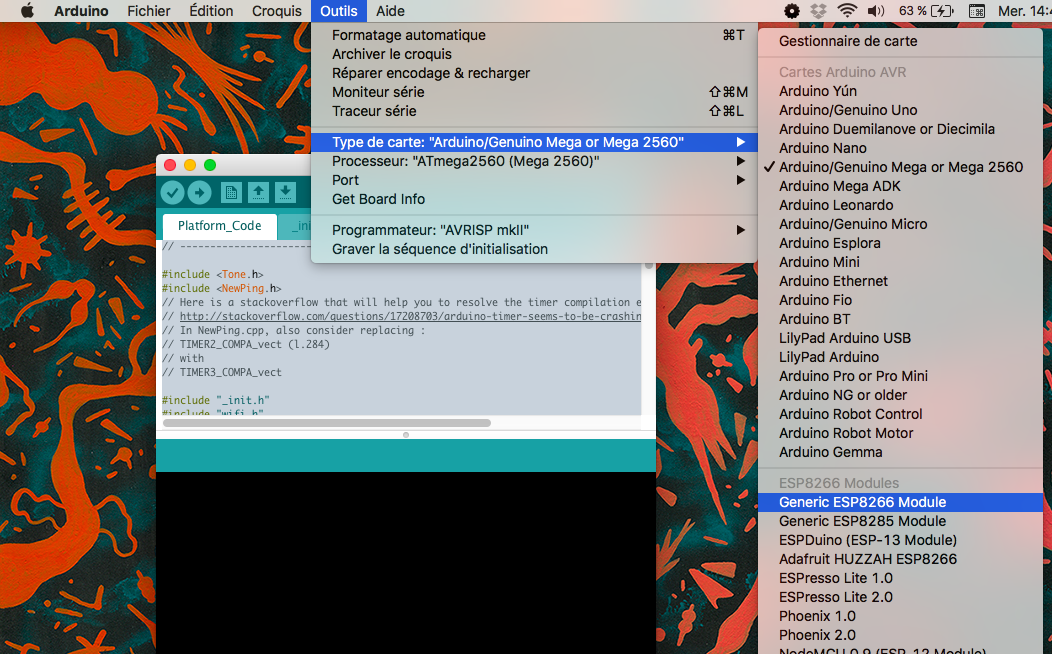 Arduino Fichier Édition Croquis Outils Aide 63 % Mer. 14:4
Formatage automatique ⌘T
Archiver le croquis
Réparer encodage & recharger
Moniteur série ⇧⌘M
Traceur série ⇧⌘L
Type de carte: "Arduino/Genuino Mega or Mega 2560"
Processeur: "ATmega2560 (Mega 2560)"
Port
Get Board Info
Programmateur: "AVRISP mkII"
Graver la séquence d'initialisation
Gestionnaire de carte
Cartes Arduino AVR
Arduino Yún
Arduino/Genuino Uno
Arduino Duemilanove or Diecimila
Arduino Nano
✓ Arduino/Genuino Mega or Mega 2560
Arduino Mega ADK
Arduino Leonardo
Arduino/Genuino Micro
Arduino Esplora
Arduino Mini
Arduino Ethernet
Arduino Fio
Arduino BT
LilyPad Arduino USB
LilyPad Arduino
Arduino Pro or Pro Mini
Arduino NG or older
Arduino Robot Control
Arduino Robot Motor
Arduino Gemma
ESP8266 Modules
Generic ESP8266 Module
Generic ESP8285 Module
ESPDuino (ESP-13 Module)
Adafruit HUZZAH ESP8266
ESPresso Lite 1.0
ESPresso Lite 2.0
Phoenix 1.0
Phoenix 2.0
NodeMCU 0.9 (ESP-12 Module)
Platform_Code _ini
// --------------------
#include <Tone.h>
#include <NewPing.h>
// Here is a stackoverflow that will help you to resolve the timer compilation e
// http://stackoverflow.com/questions/17208703/arduino-timer-seems-to-be-crashin
// In NewPing.cpp, also consider replacing :
// TIMER2_COMPA_vect (l.284)
// with
// TIMER3_COMPA_vect
#include "_init.h"
#include "wifi.h"